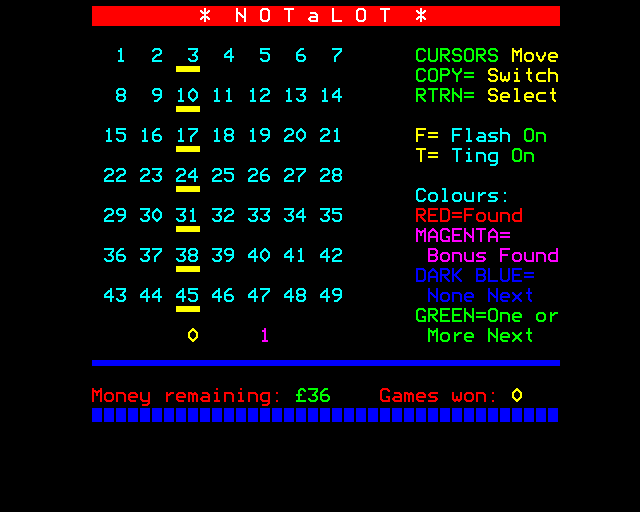 * N O T a L O T *
1 2 3 4 5 6 7 CURSORS Move
COPY= Switch
8 9 10 11 12 13 14 RTRN= Select
15 16 17 18 19 20 21 F= Flash On
T= Ting On
22 23 24 25 26 27 28
Colours:
29 30 31 32 33 34 35 RED=Found
MAGENTA=
36 37 38 39 40 41 42 Bonus Found
DARK BLUE=
43 44 45 46 47 48 49 None Next
GREEN=One or
0 1 More Next
Money remaining: £36 Games won: 0